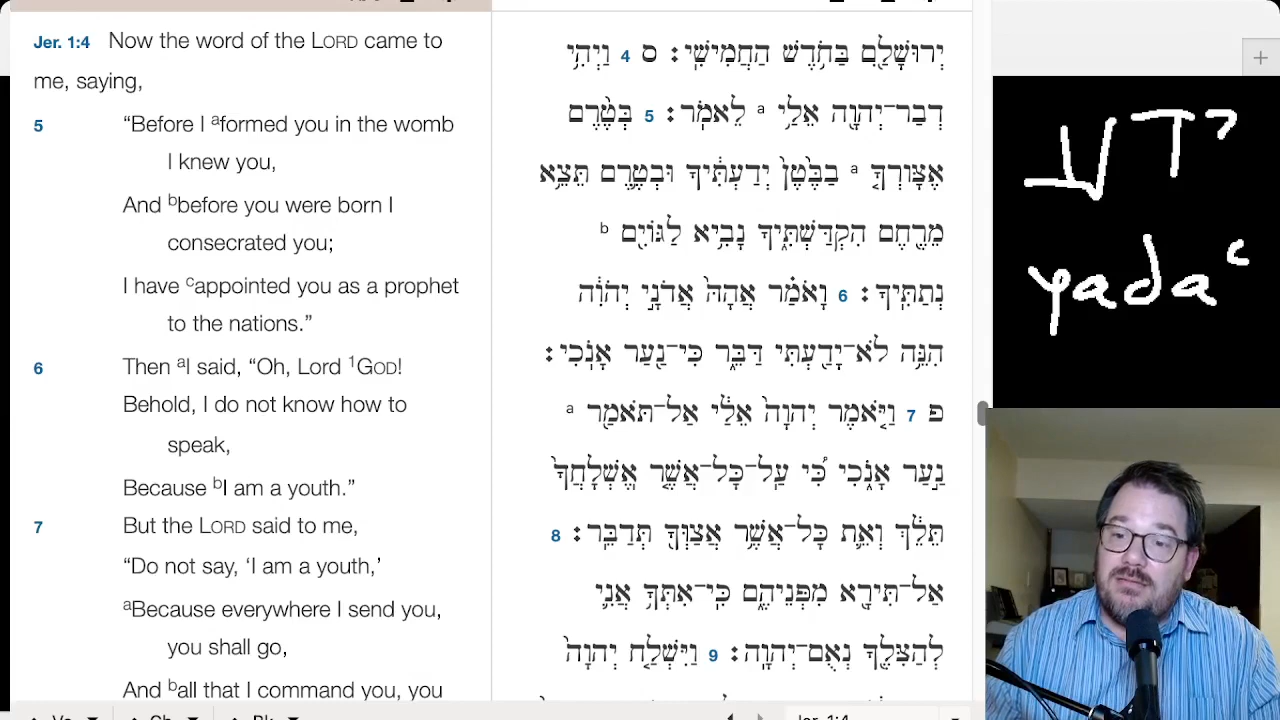 Jer. 1:4 Now the word of the LORD came to
me, saying,
5 “Before I aformed you in the womb
I knew you,
And bbefore you were born I
consecrated you;
I have cappointed you as a prophet
to the nations.”
6 Then aI said, “Oh, Lord 1GOD!
Behold, I do not know how to
speak,
Because bI am a youth.”
7 But the LORD said to me,
“Do not say, ‘I am a youth,’
aBecause everywhere I send you,
you shall go,
And ball that I command you, you
יְרוּשָׁלִַ֖ם בַּחֹ֥דֶשׁ הַחֲמִישִֽׁי׃ ס 4 וַיְהִ֥י
דְבַר־יְהוָ֖ה אֵלַ֥י a לֵאמֹֽר׃ 5 בְּטֶ֨רֶם
אֶצָּורְךָ֤ a בַבֶּ֙טֶן֙ יְדַעְתִּ֔יךָ וּבְטֶ֛רֶם תֵּצֵ֥א
מֵרֶ֖חֶם הִקְדַּשְׁתִּ֑יךָ נָבִ֥יא לַגּוֹיִ֖ם b
נְתַתִּֽיךָ׃ 6 וָאֹמַ֗ר אֲהָהּ֙ אֲדֹנָ֣י יְהֹוִ֔ה
הִנֵּ֥ה לֹא־יָדַ֖עְתִּי דַּבֵּ֑ר כִּי־נַ֖עַר אָנֹֽכִי׃
פ 7 וַיֹּ֤אמֶר יְהוָה֙ אֵלַ֔י אַל־תֹּאמַ֖ר a
נַ֣עַר אָנֹ֑כִי כִּ֠י עַֽל־כָּל־אֲשֶׁ֤ר אֶֽשְׁלָחֲךָ֙
תֵּלֵ֔ךְ וְאֵ֛ת כָּל־אֲשֶׁ֥ר אֲצַוְּךָ֖ תְּדַבֵּֽר׃ 8
אַל־תִּירָ֖א מִפְּנֵיהֶ֑ם כִּֽי־אִתְּךָ֥ אֲנִ֛י
לְהַצִּלֶ֖ךָ נְאֻם־יְהוָֽה׃ 9 וַיִּשְׁלַ֤ח יְהוָה֙
ידע
yadaʿ
Jer. 1:4